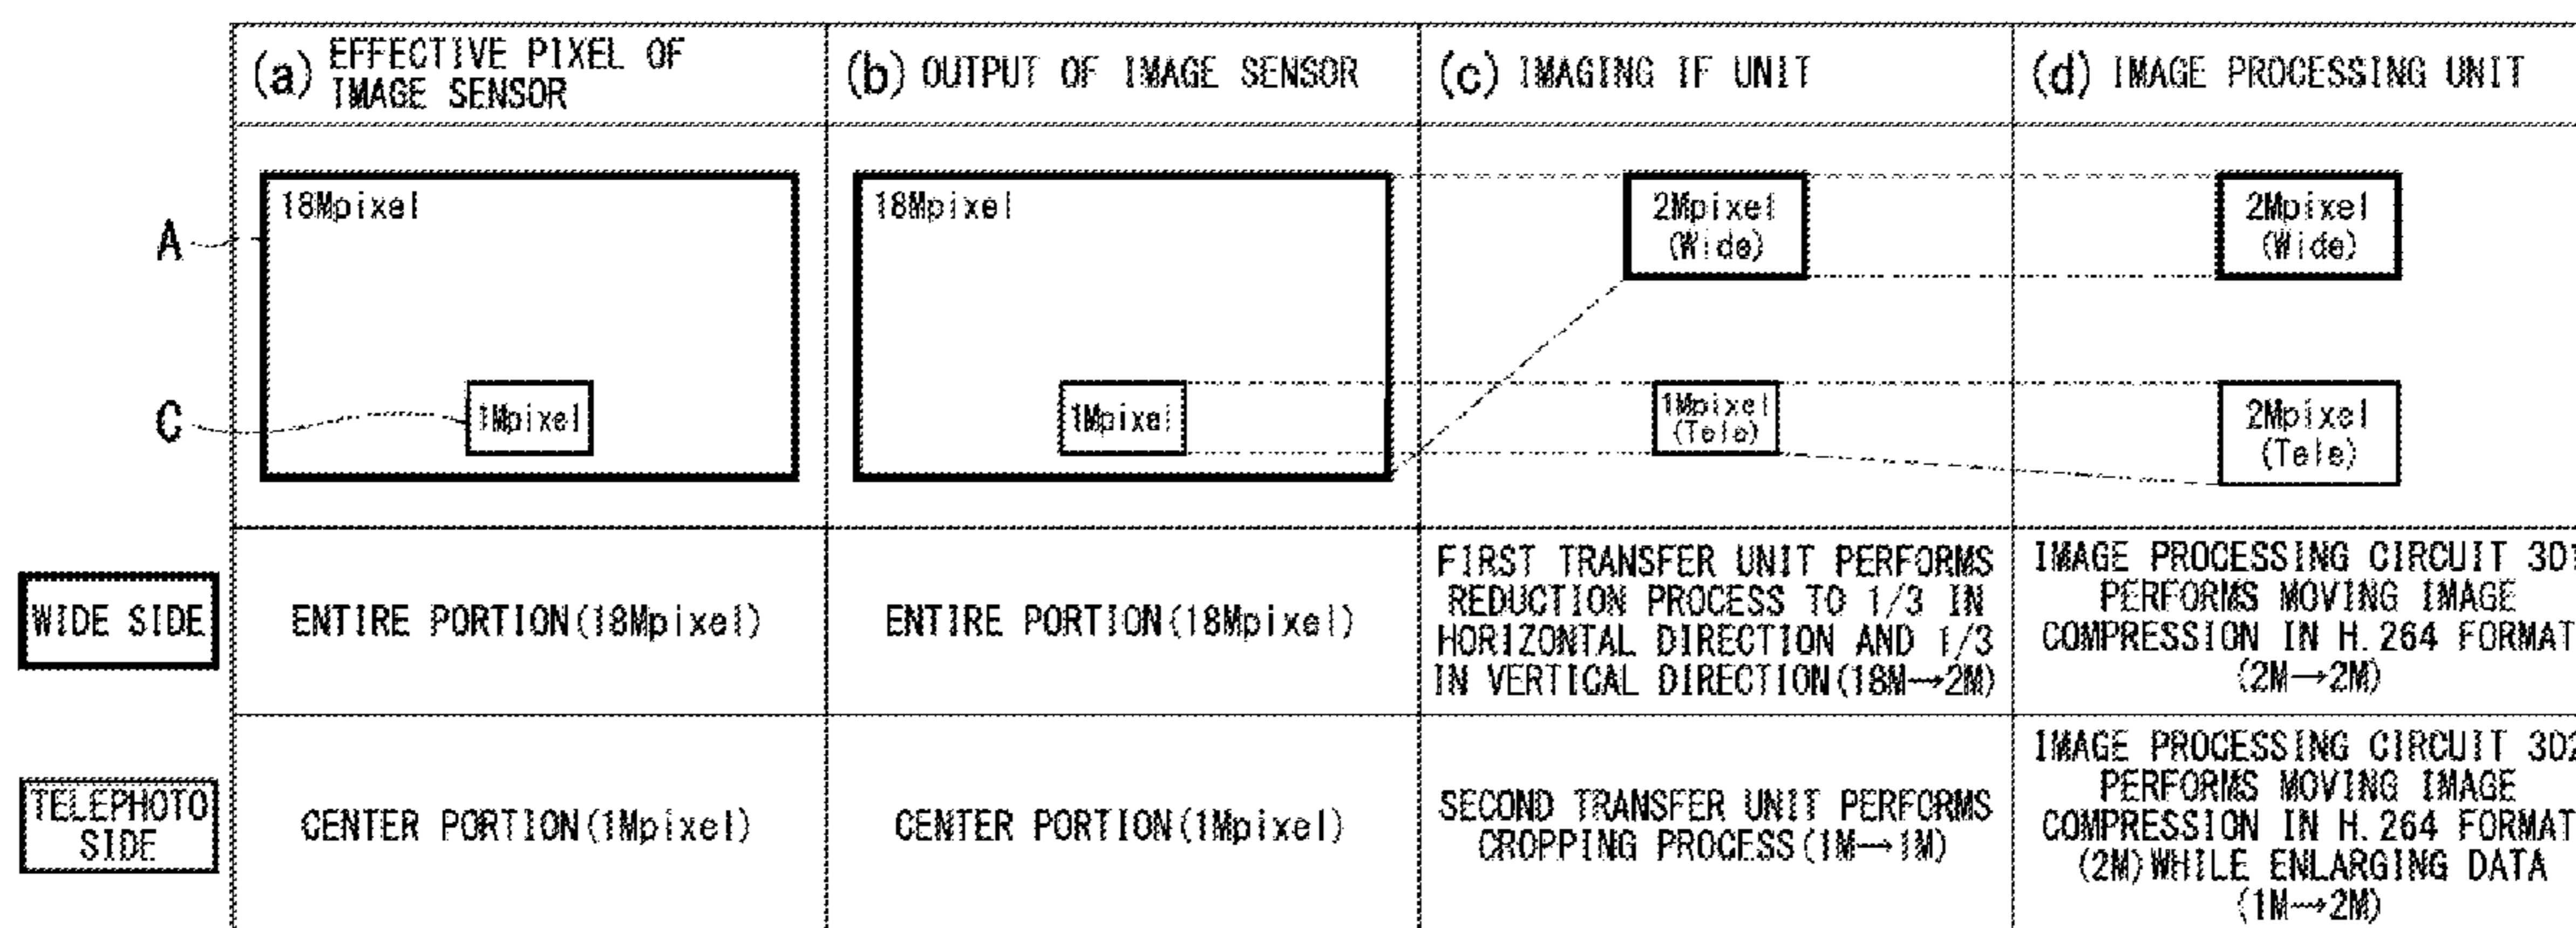 (a) EFFECTIVE PIXEL OF
IMAGE SENSOR
(b) OUTPUT OF IMAGE SENSOR
(c) IMAGING IF UNIT
(d) IMAGE PROCESSING UNIT
A
18Mpixel
C
1Mpixel
18Mpixel
1Mpixel
2Mpixel
(Wide)
1Mpixel
(Tele)
2Mpixel
(Wide)
2Mpixel
(Tele)
WIDE SIDE
ENTIRE PORTION(18Mpixel)
ENTIRE PORTION(18Mpixel)
FIRST TRANSFER UNIT PERFORMS
REDUCTION PROCESS TO 1/3 IN
HORIZONTAL DIRECTION AND 1/3
IN VERTICAL DIRECTION(18M→2M)
IMAGE PROCESSING CIRCUIT 3D1
PERFORMS MOVING IMAGE
COMPRESSION IN H.264 FORMAT
(2M→2M)
TELEPHOTO
SIDE
CENTER PORTION(1Mpixel)
CENTER PORTION(1Mpixel)
SECOND TRANSFER UNIT PERFORMS
CROPPING PROCESS(1M→1M)
IMAGE PROCESSING CIRCUIT 3D2
PERFORMS MOVING IMAGE
COMPRESSION IN H.264 FORMAT
(2M)WHILE ENLARGING DATA
(1M→2M)